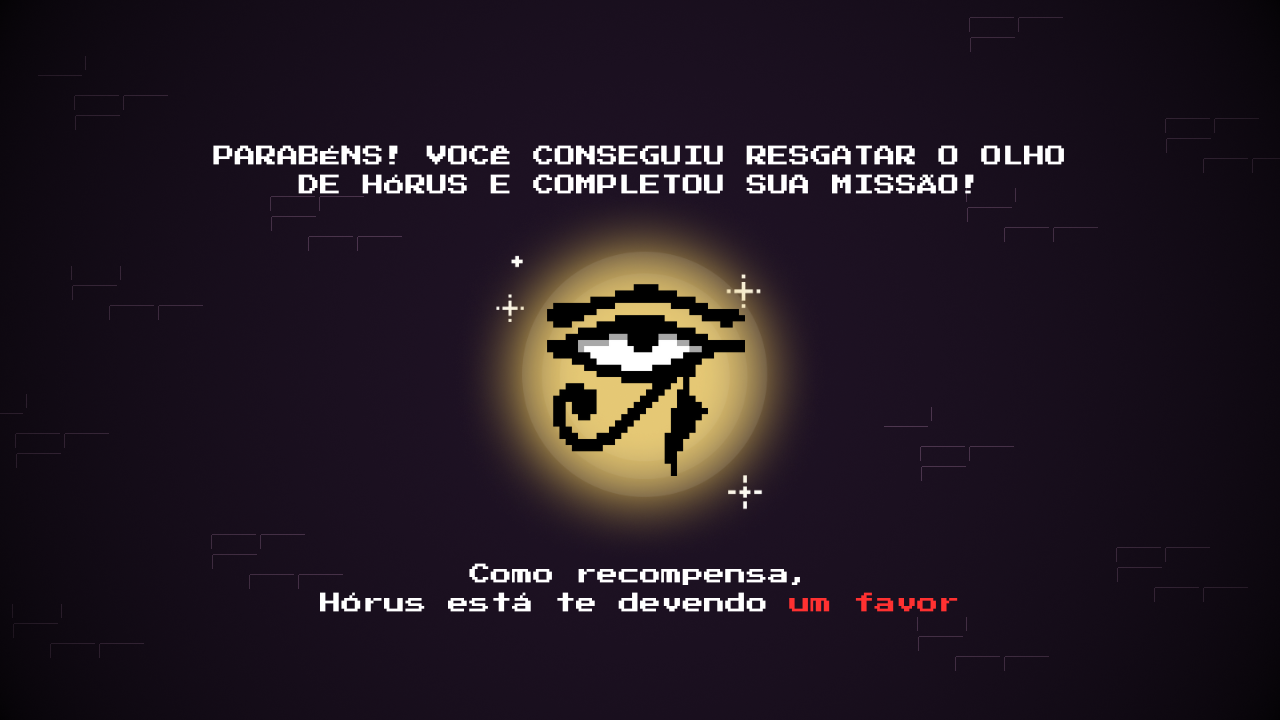 PARABéNS! VOCê CONSEGUIU RESGATAR O OLHO
DE HóRUS E COMPLETOU SUA MISSÃO!
Como recompensa,
Hórus está te devendo um favor